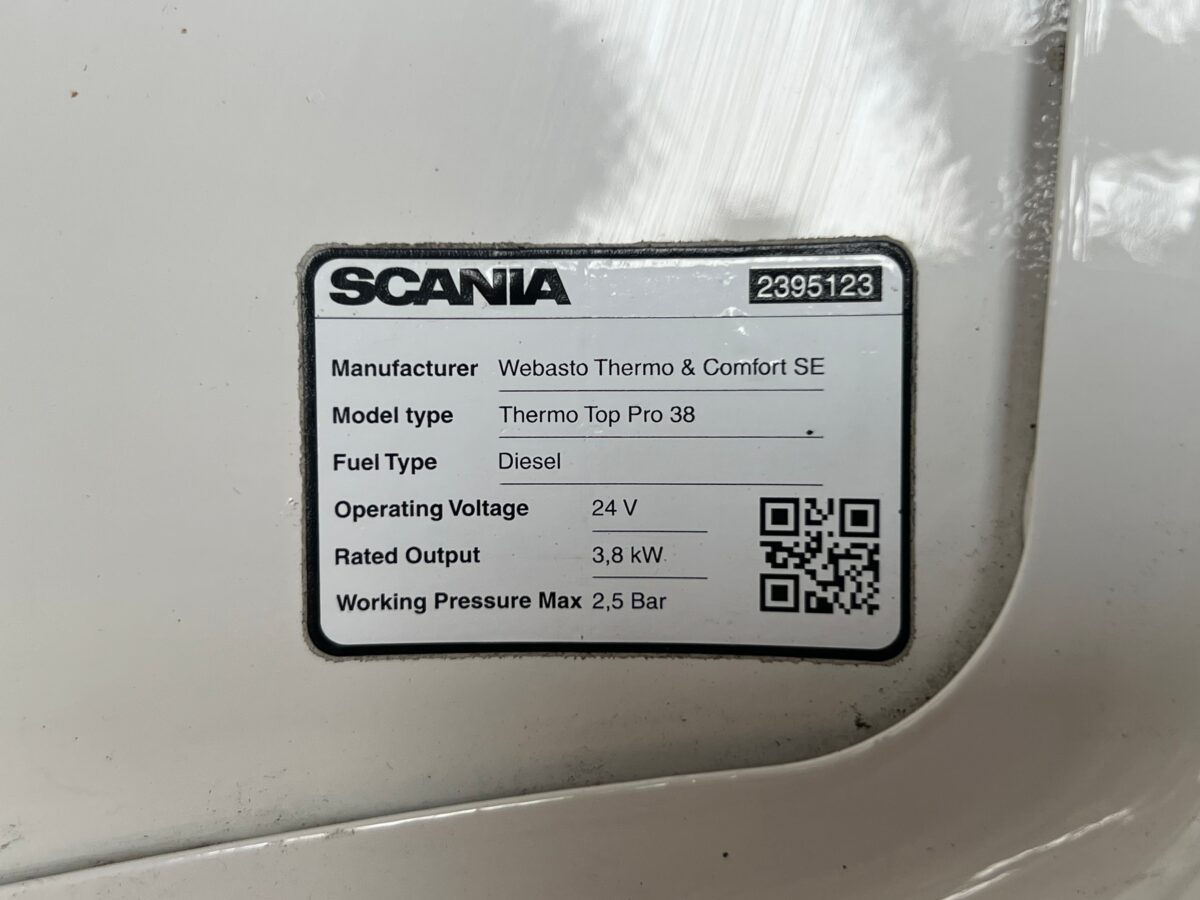 SCANIA 2395123
Manufacturer Webasto Thermo & Comfort SE
Model type Thermo Top Pro 38
Fuel Type Diesel
Operating Voltage 24 V
Rated Output 3,8 kW
Working Pressure Max 2,5 Bar